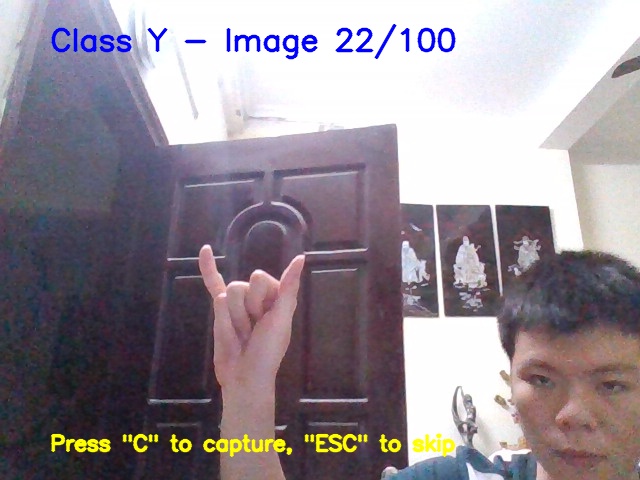 Class Y - Image 22/100
Press "C" to capture, "ESC" to skip